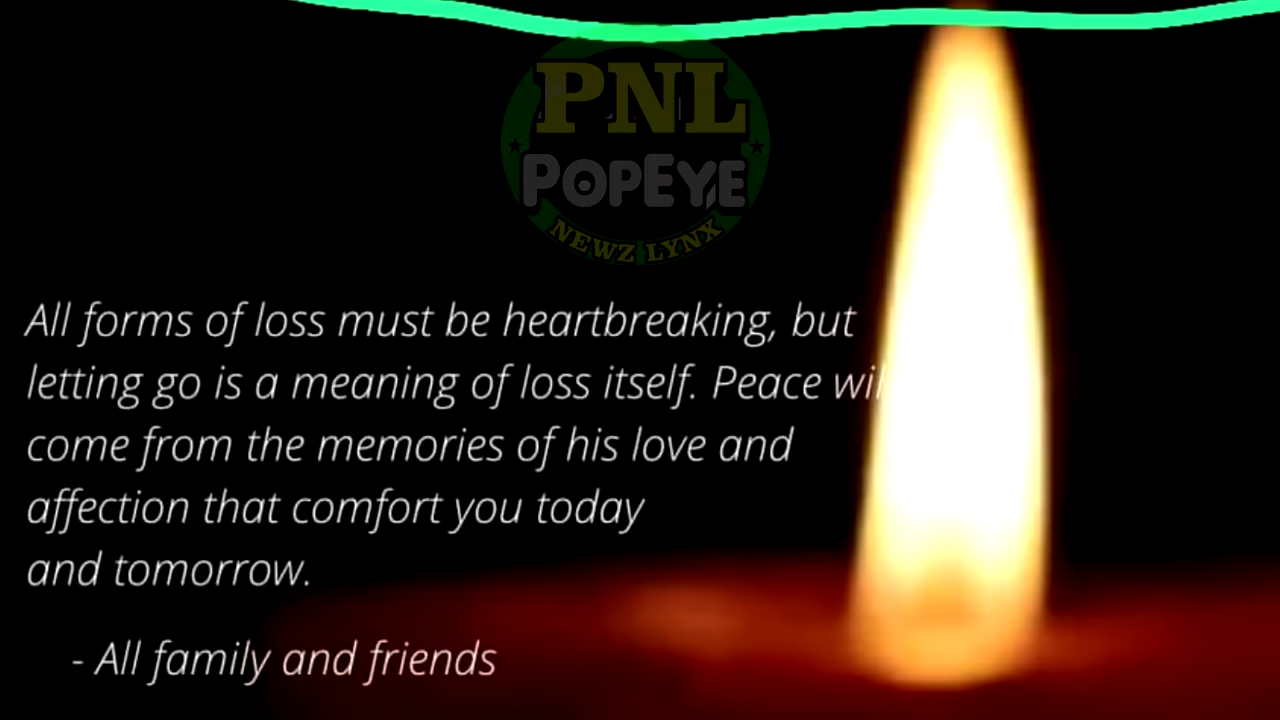 PNL
POPEYE
NEWZ LYNX
All forms of loss must be heartbreaking, but
letting go is a meaning of loss itself. Peace wil
come from the memories of his love and
affection that comfort you today
and tomorrow.
- All family and friends